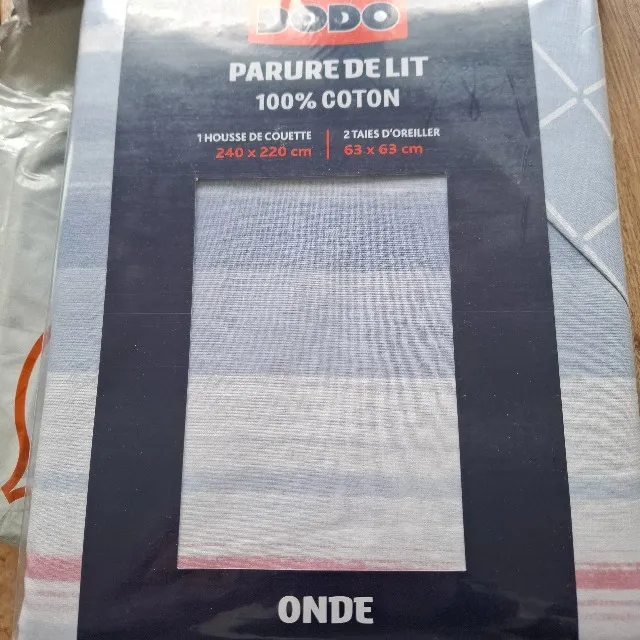 DODO
PARURE DE LIT
100% COTON
1 HOUSSE DE COUETTE
240 x 220 cm
2 TAIES D'OREILLER
63 x 63 cm
ONDE